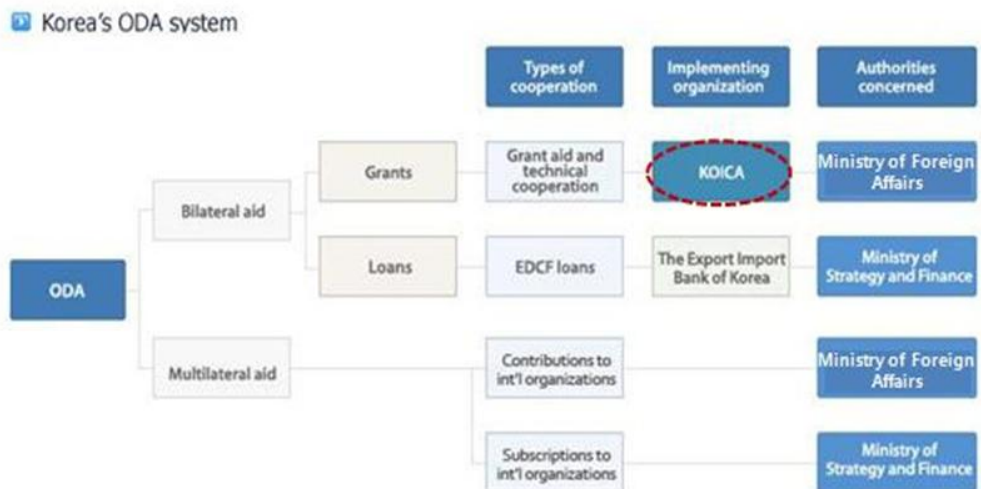 Korea's ODA system
Types of
cooperation
Implementing
organization
Authorities
concerned
Grants
Grant aid and
technical
cooperation
KOICA
Ministry of Foreign
Affairs
Bilateral aid
Loans
EDCF loans
The Export Import
Bank of Korea
Ministry of
Strategy and Finance
ODA
Multilateral aid
Contributions to
int'l organizations
Ministry of Foreign
Affairs
Subscriptions to
int'l organizations
Ministry of
Strategy and Finance